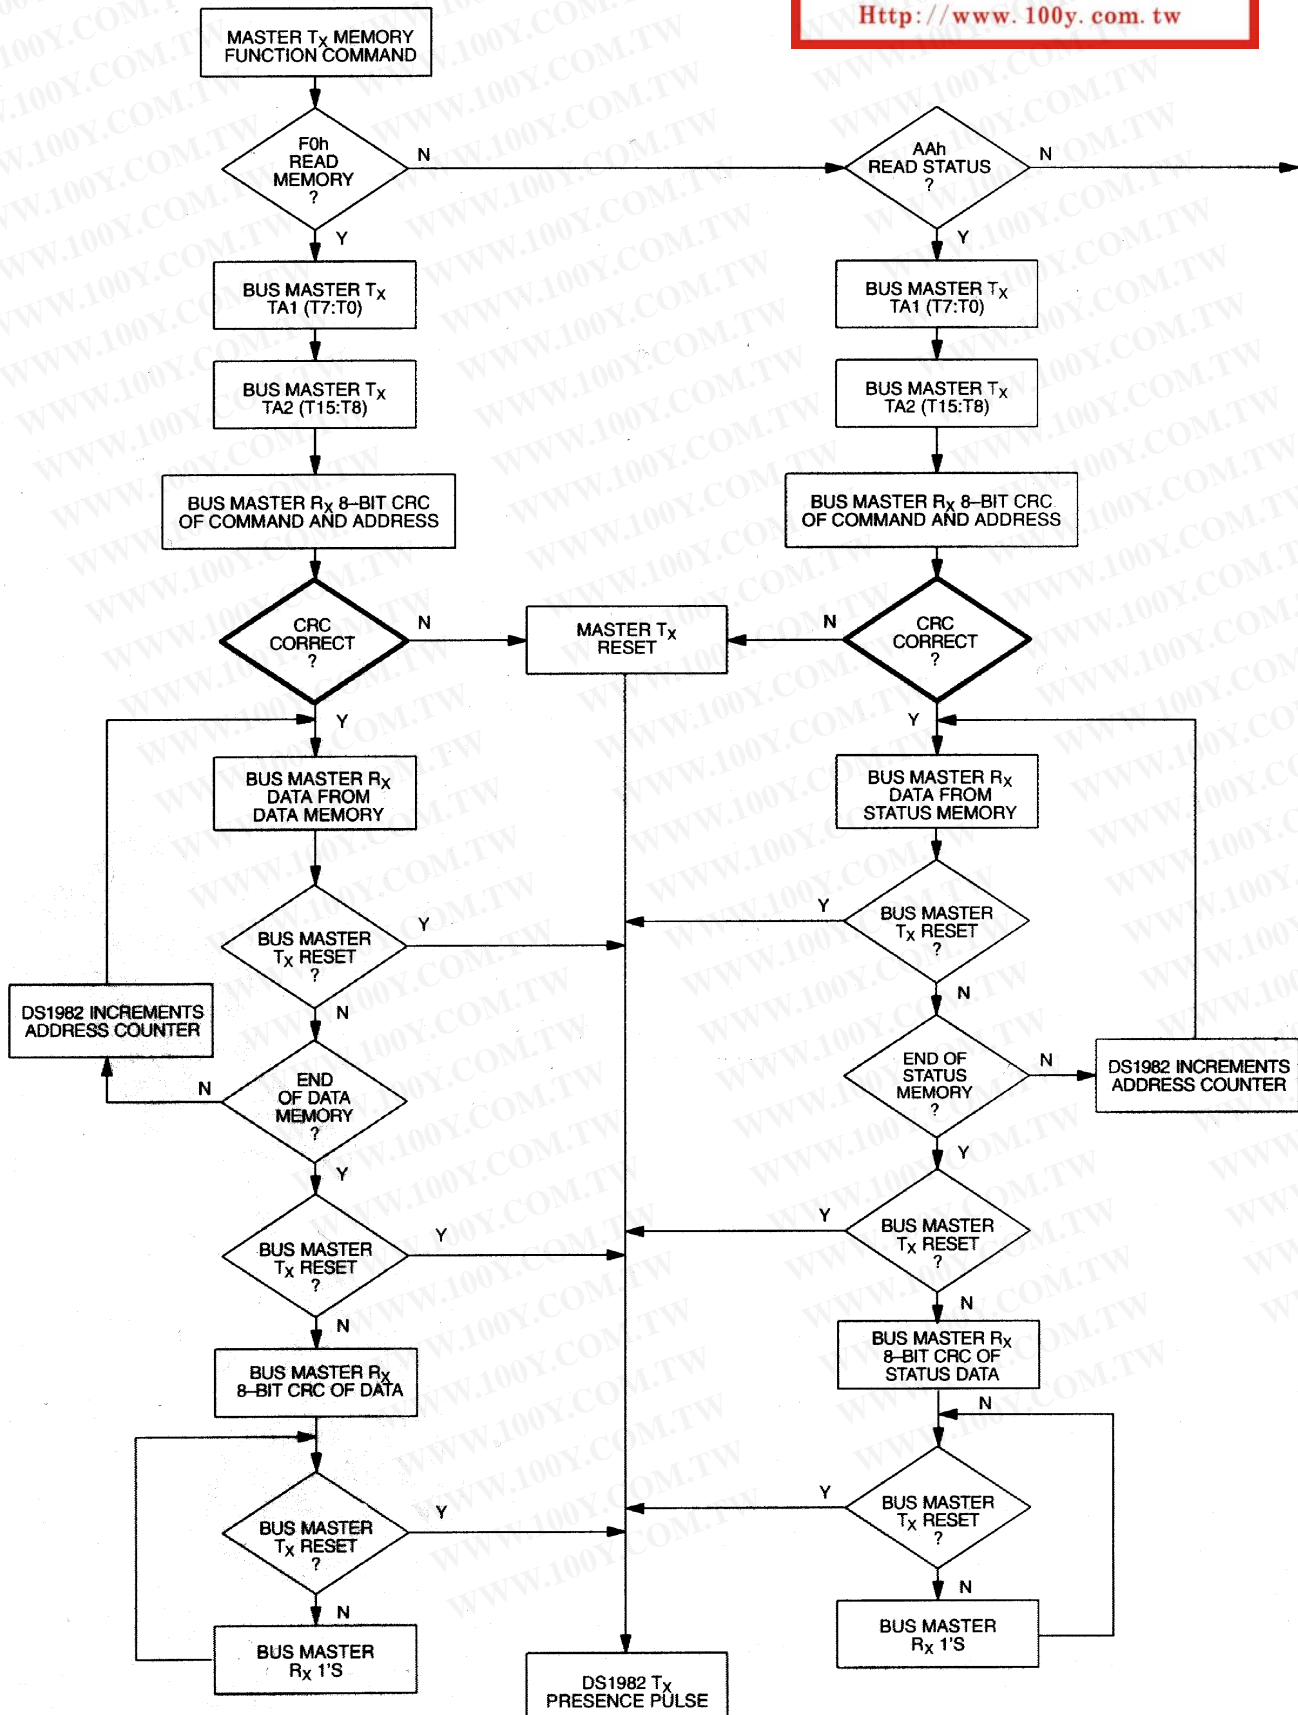 Http://www.100y.com.tw
MASTER TX MEMORY
FUNCTION COMMAND
F0h
READ
MEMORY
?
N
Y
BUS MASTER TX
TA1 (T7:T0)
BUS MASTER TX
TA2 (T15:T8)
BUS MASTER RX 8–BIT CRC
OF COMMAND AND ADDRESS
CRC
CORRECT
?
N
Y
BUS MASTER RX
DATA FROM
DATA MEMORY
BUS MASTER
TX RESET
?
Y
N
DS1982 INCREMENTS
ADDRESS COUNTER
END
OF DATA
MEMORY
?
N
Y
BUS MASTER
TX RESET
?
Y
N
BUS MASTER RX
8–BIT CRC OF DATA
BUS MASTER
TX RESET
?
Y
N
BUS MASTER
RX 1'S
MASTER TX
RESET
DS1982 TX
PRESENCE PULSE
AAh
READ STATUS
?
N
Y
BUS MASTER TX
TA1 (T7:T0)
BUS MASTER TX
TA2 (T15:T8)
BUS MASTER RX 8–BIT CRC
OF COMMAND AND ADDRESS
CRC
CORRECT
?
N
Y
BUS MASTER RX
DATA FROM
STATUS MEMORY
BUS MASTER
TX RESET
?
Y
N
END OF
STATUS
MEMORY
?
N
Y
DS1982 INCREMENTS
ADDRESS COUNTER
BUS MASTER
TX RESET
?
Y
N
BUS MASTER RX
8–BIT CRC OF
STATUS DATA
N
BUS MASTER
TX RESET
?
Y
N
BUS MASTER
RX 1'S
WWW.100Y.COM.TW